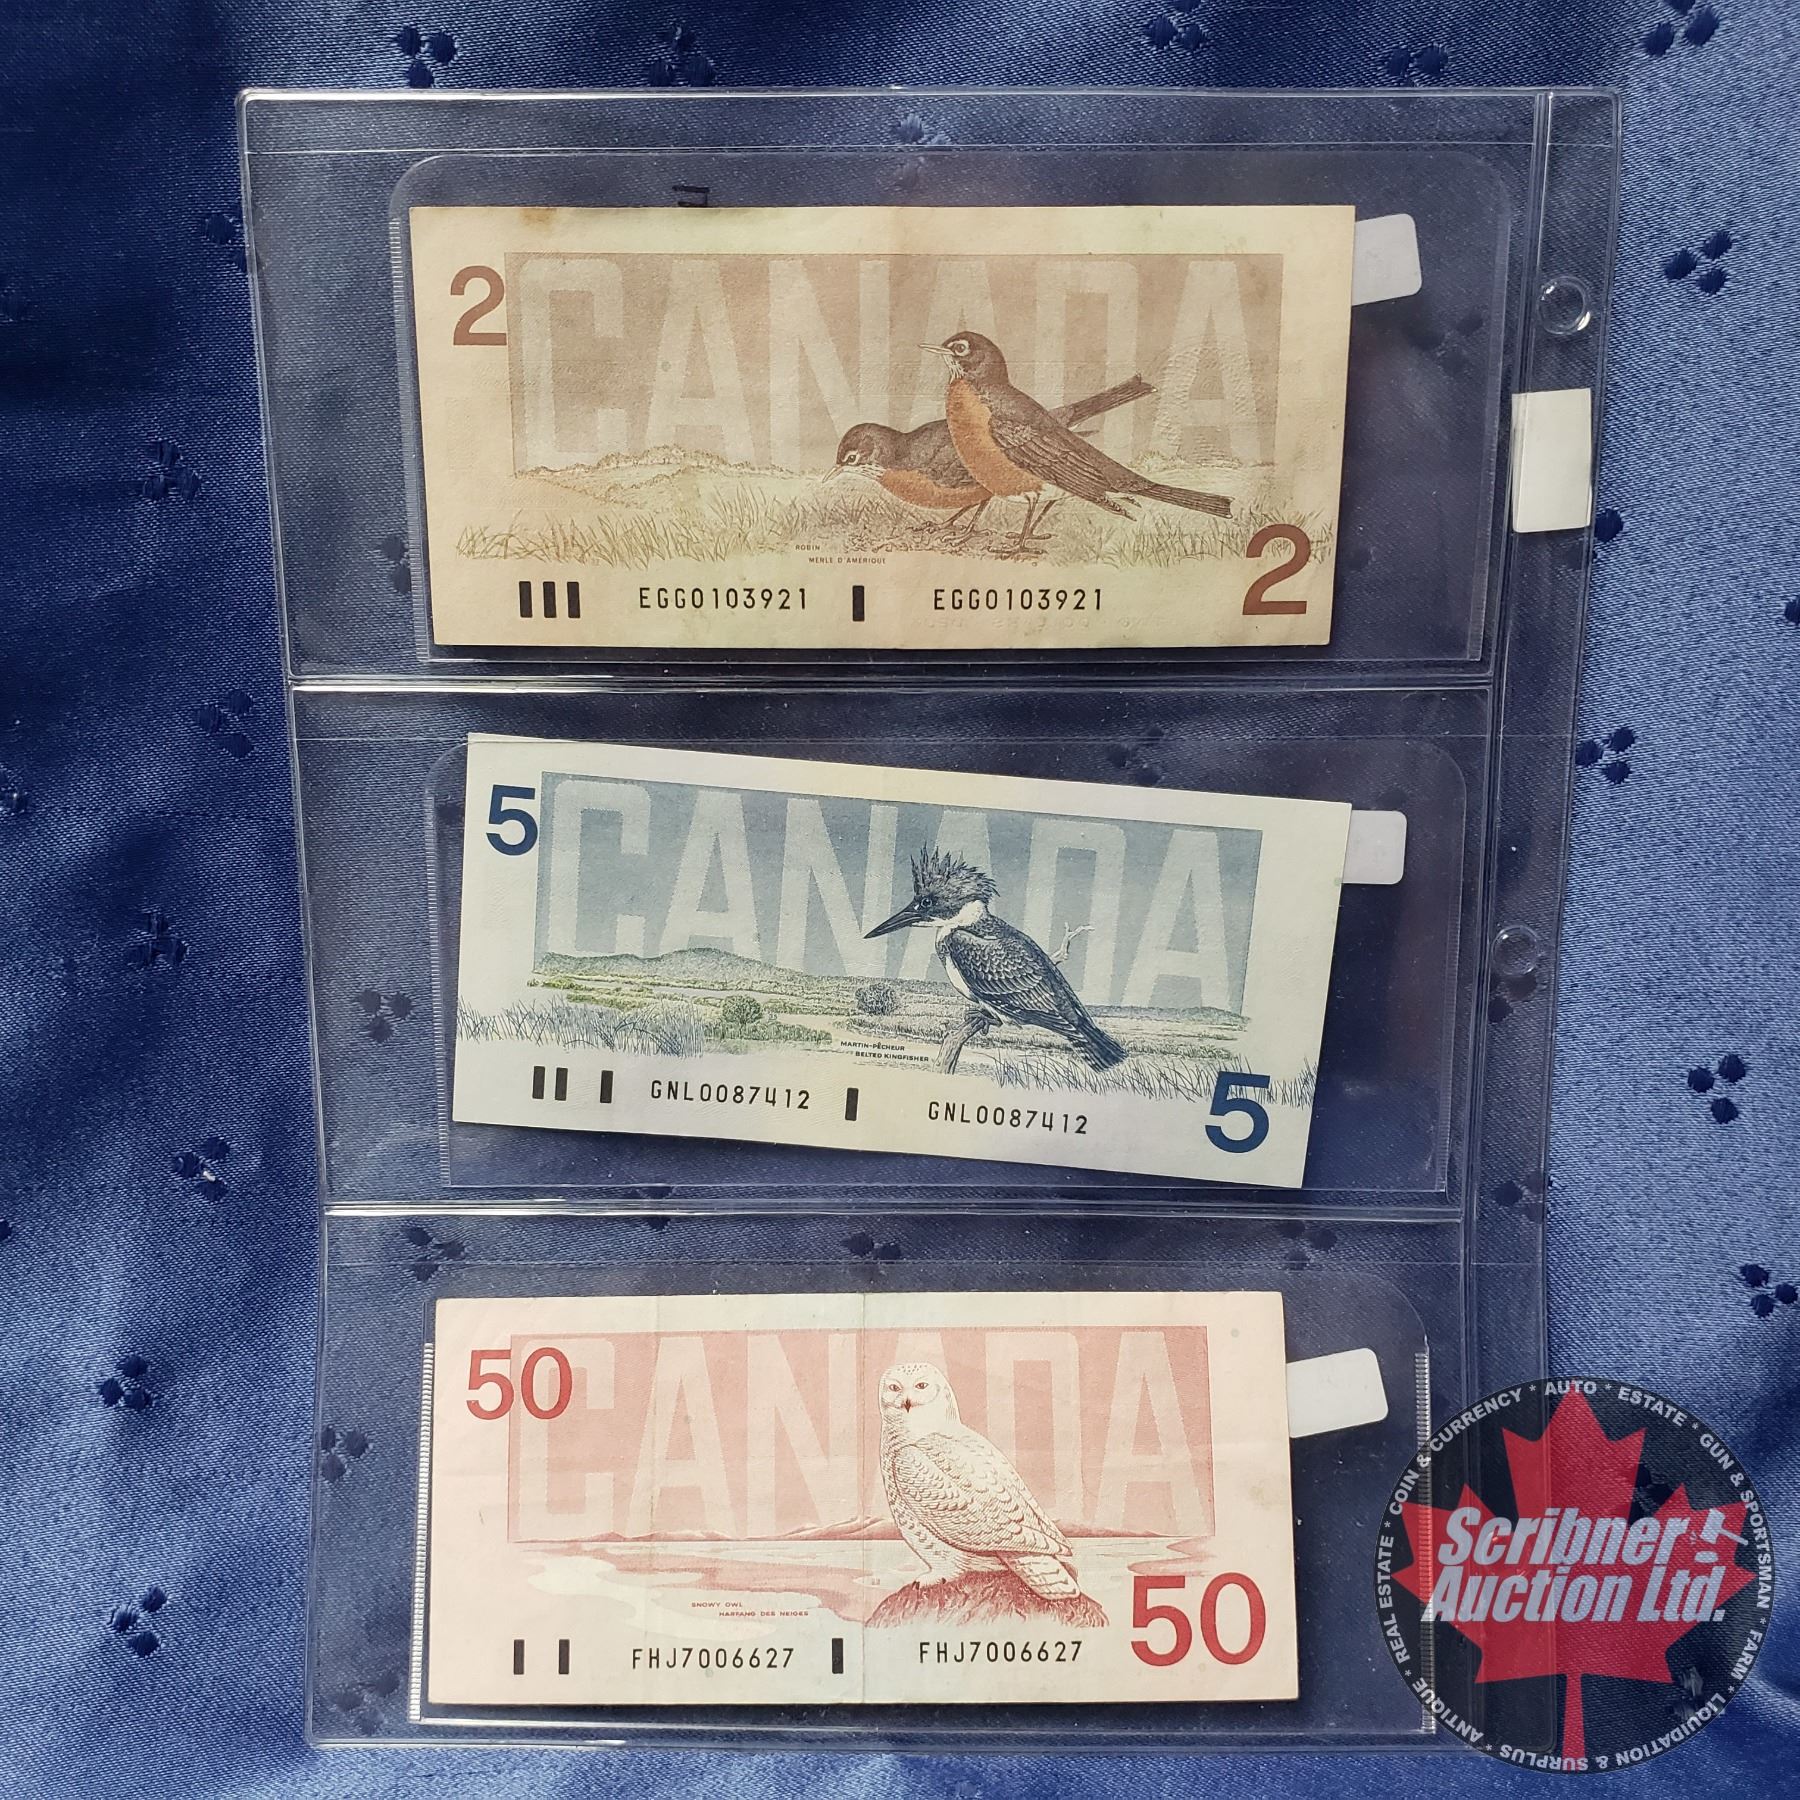 CANADA
2
ROBIN
MERLE D'AMÉRIQUE
2
EGG0103921 EGG0103921
CANADA
5
MARTIN-PÊCHEUR
BELTED KINGFISHER
5
GNL0087412 GNL0087412
CANADA
50
SNOWY OWL
HARFANG DES NEIGES
50
FHJ7006627 FHJ7006627
Scribner
Auction Ltd.
COIN & CURRENCY * AUTO * ESTATE * GUN & SPORTSMAN * FARM * LIQUIDATION & SURPLUS * ANTIQUE * REAL ESTATE *